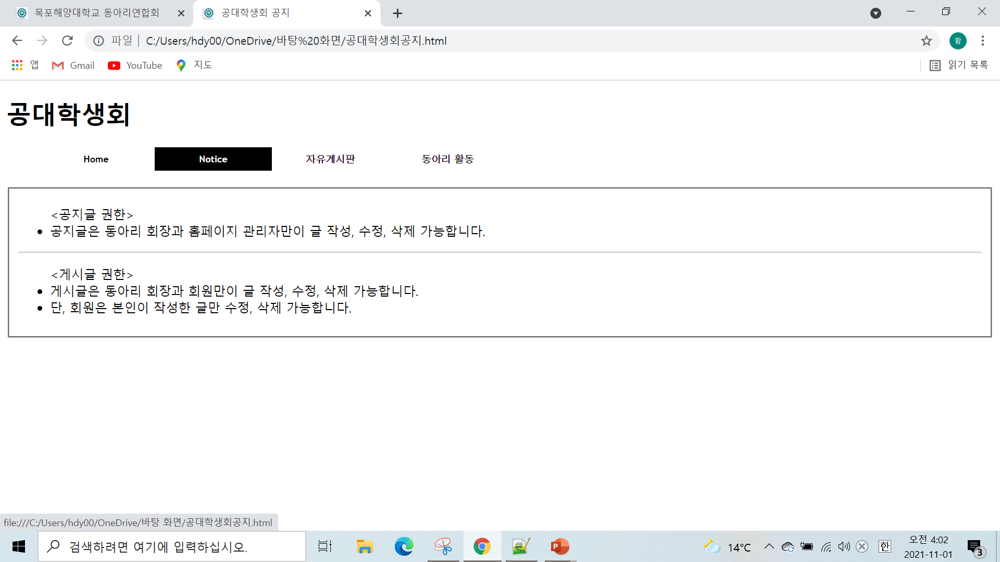 목포해양대학교 동아리연합회
공대학생회 공지
파일 C:/Users/hdy00/OneDrive/바탕%20화면/공대학생회공지.html
황
앱 Gmail YouTube 지도 읽기 목록
공대학생회
Home Notice 자유게시판 동아리 활동
<공지글 권한>
공지글은 동아리 회장과 홈페이지 관리자만이 글 작성, 수정, 삭제 가능합니다.
<게시글 권한>
게시글은 동아리 회장과 회원만이 글 작성, 수정, 삭제 가능합니다.
단, 회원은 본인이 작성한 글만 수정, 삭제 가능합니다.
file:///C:/Users/hdy00/OneDrive/바탕 화면/공대학생회공지.html
검색하려면 여기에 입력하십시오.
14°C
한
오전 4:02
2021-11-01
3